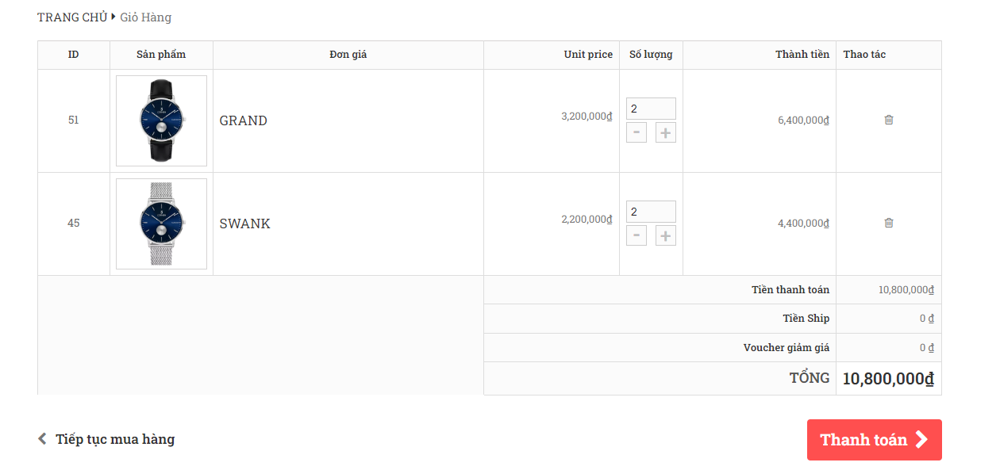 TRANG CHỦ Giỏ Hàng
ID Sản phẩm Đơn giá Unit price Số lượng Thành tiền Thao tác
51 GRAND 3,200,000₫ 2 6,400,000₫
- +
45 SWANK 2,200,000₫ 2 4,400,000₫
- +
Tiền thanh toán 10,800,000₫
Tiền Ship 0 ₫
Voucher giảm giá 0 ₫
TỔNG 10,800,000₫
Tiếp tục mua hàng Thanh toán